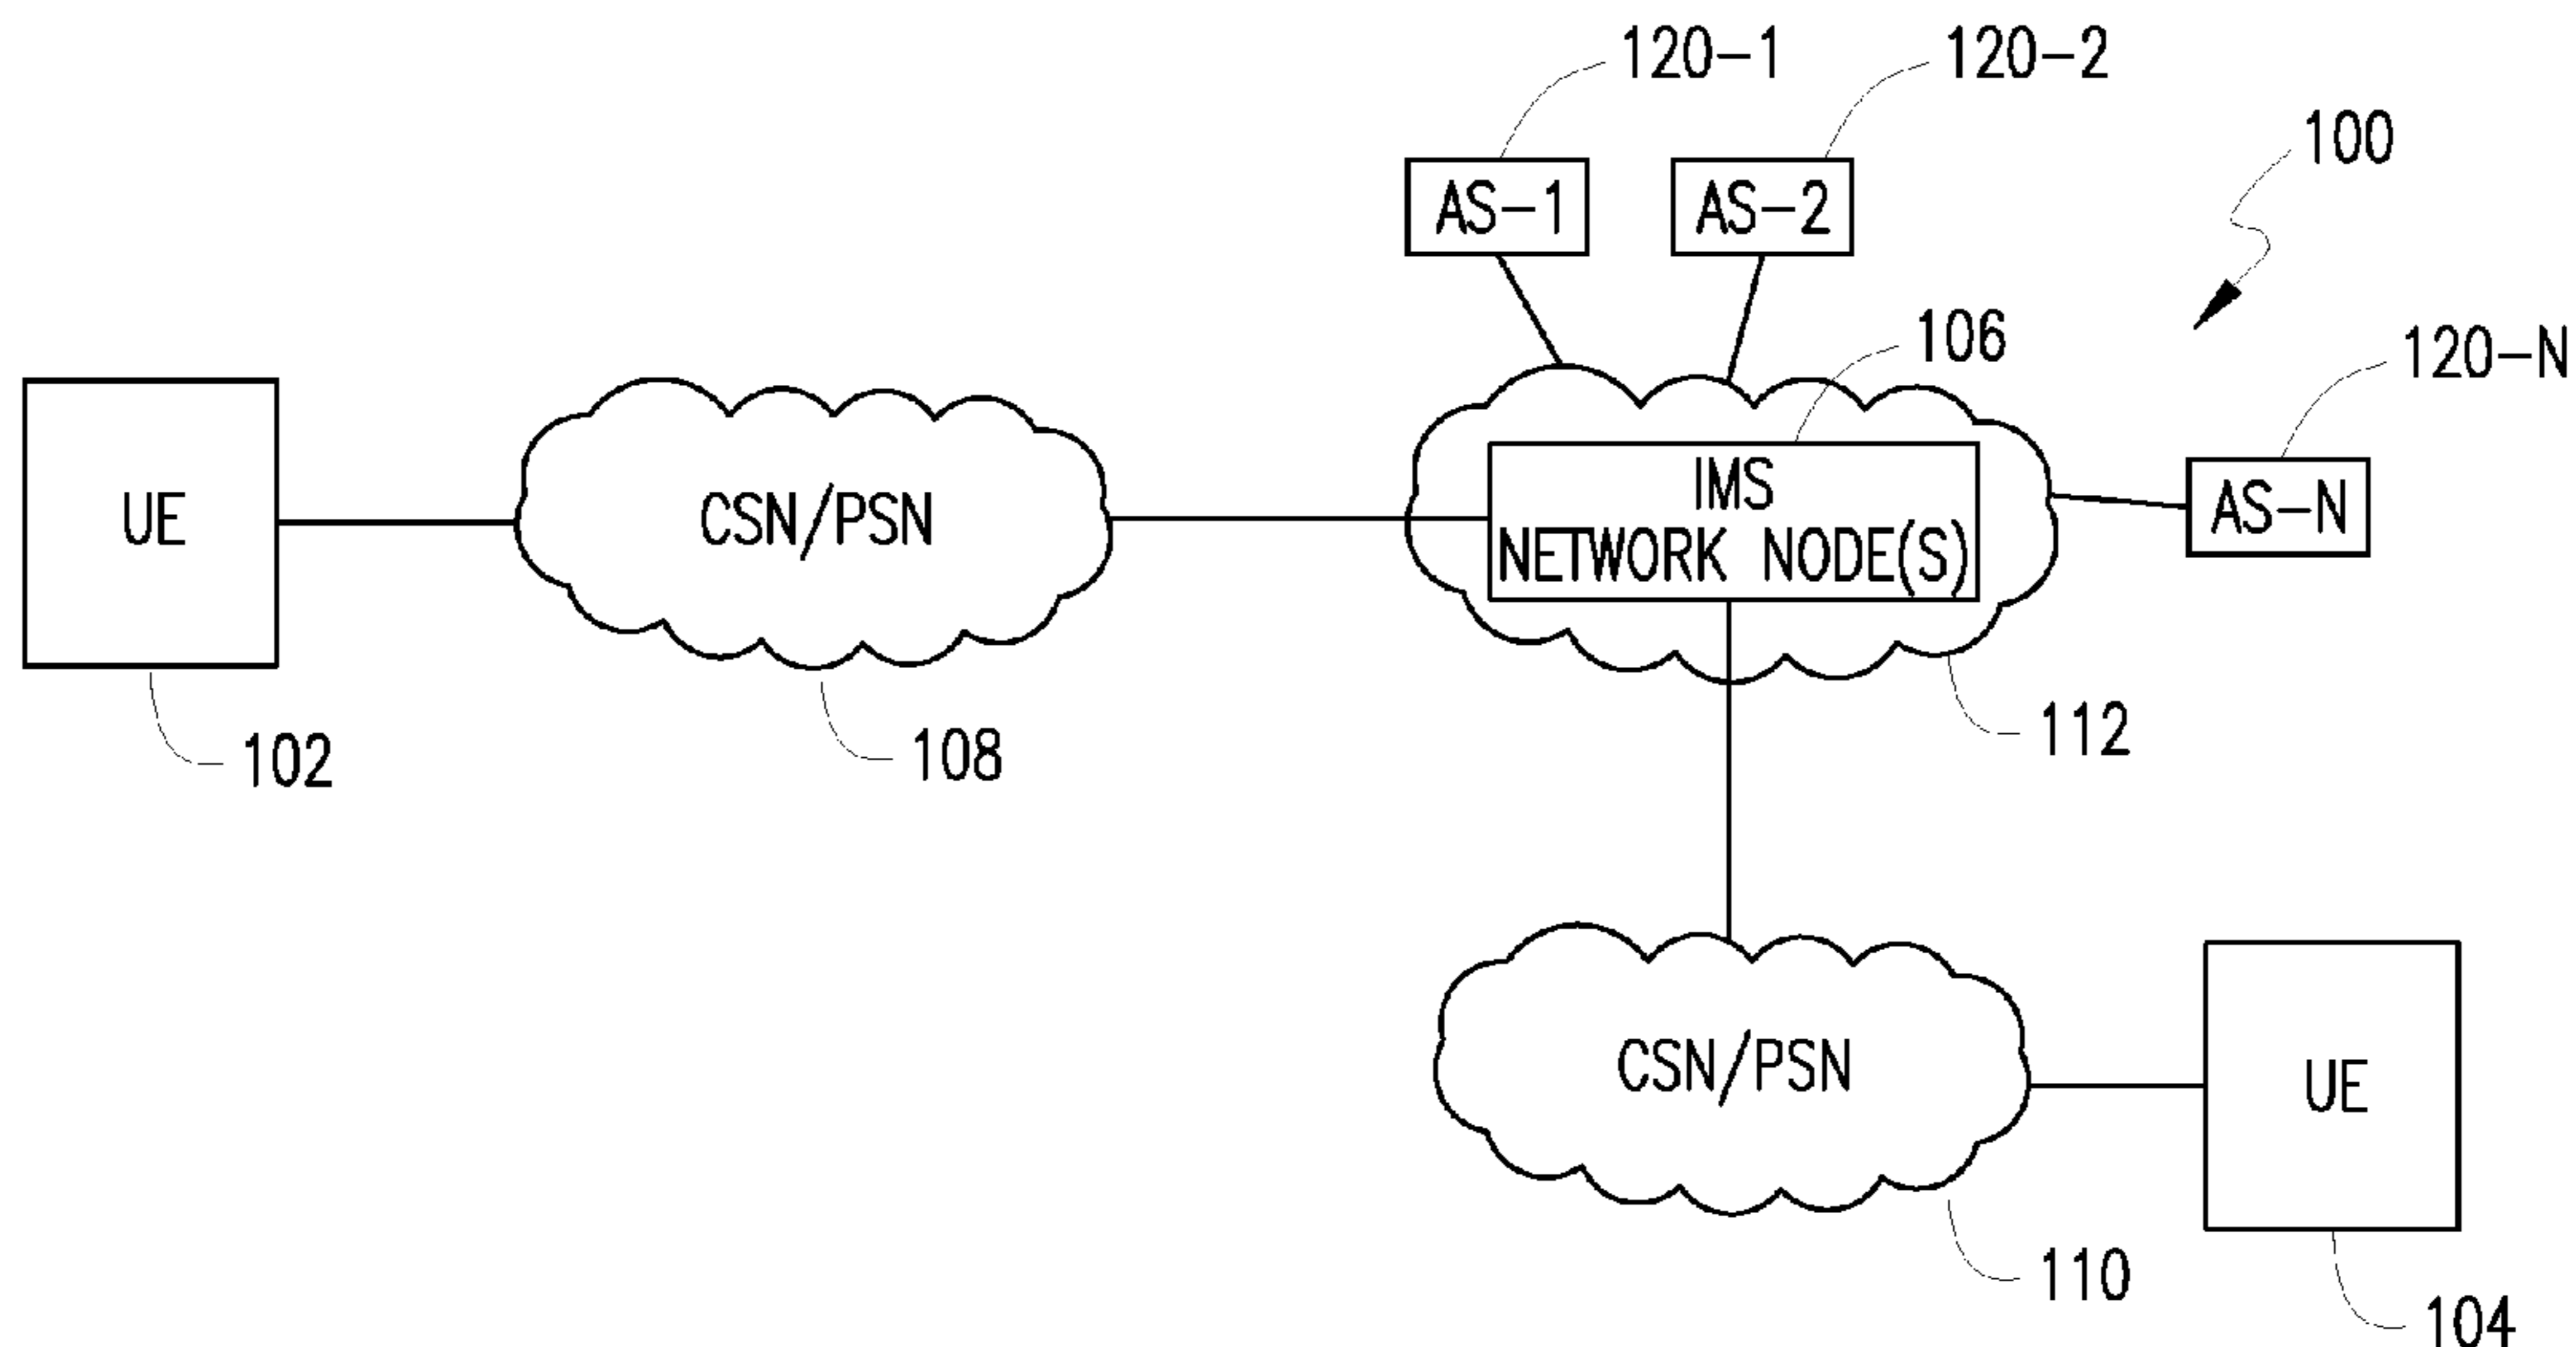 120-1
120-2
100
AS-1
AS-2
106
120-N
UE
CSN/PSN
IMS
NETWORK NODE(S)
AS-N
102
108
112
CSN/PSN
UE
110
104